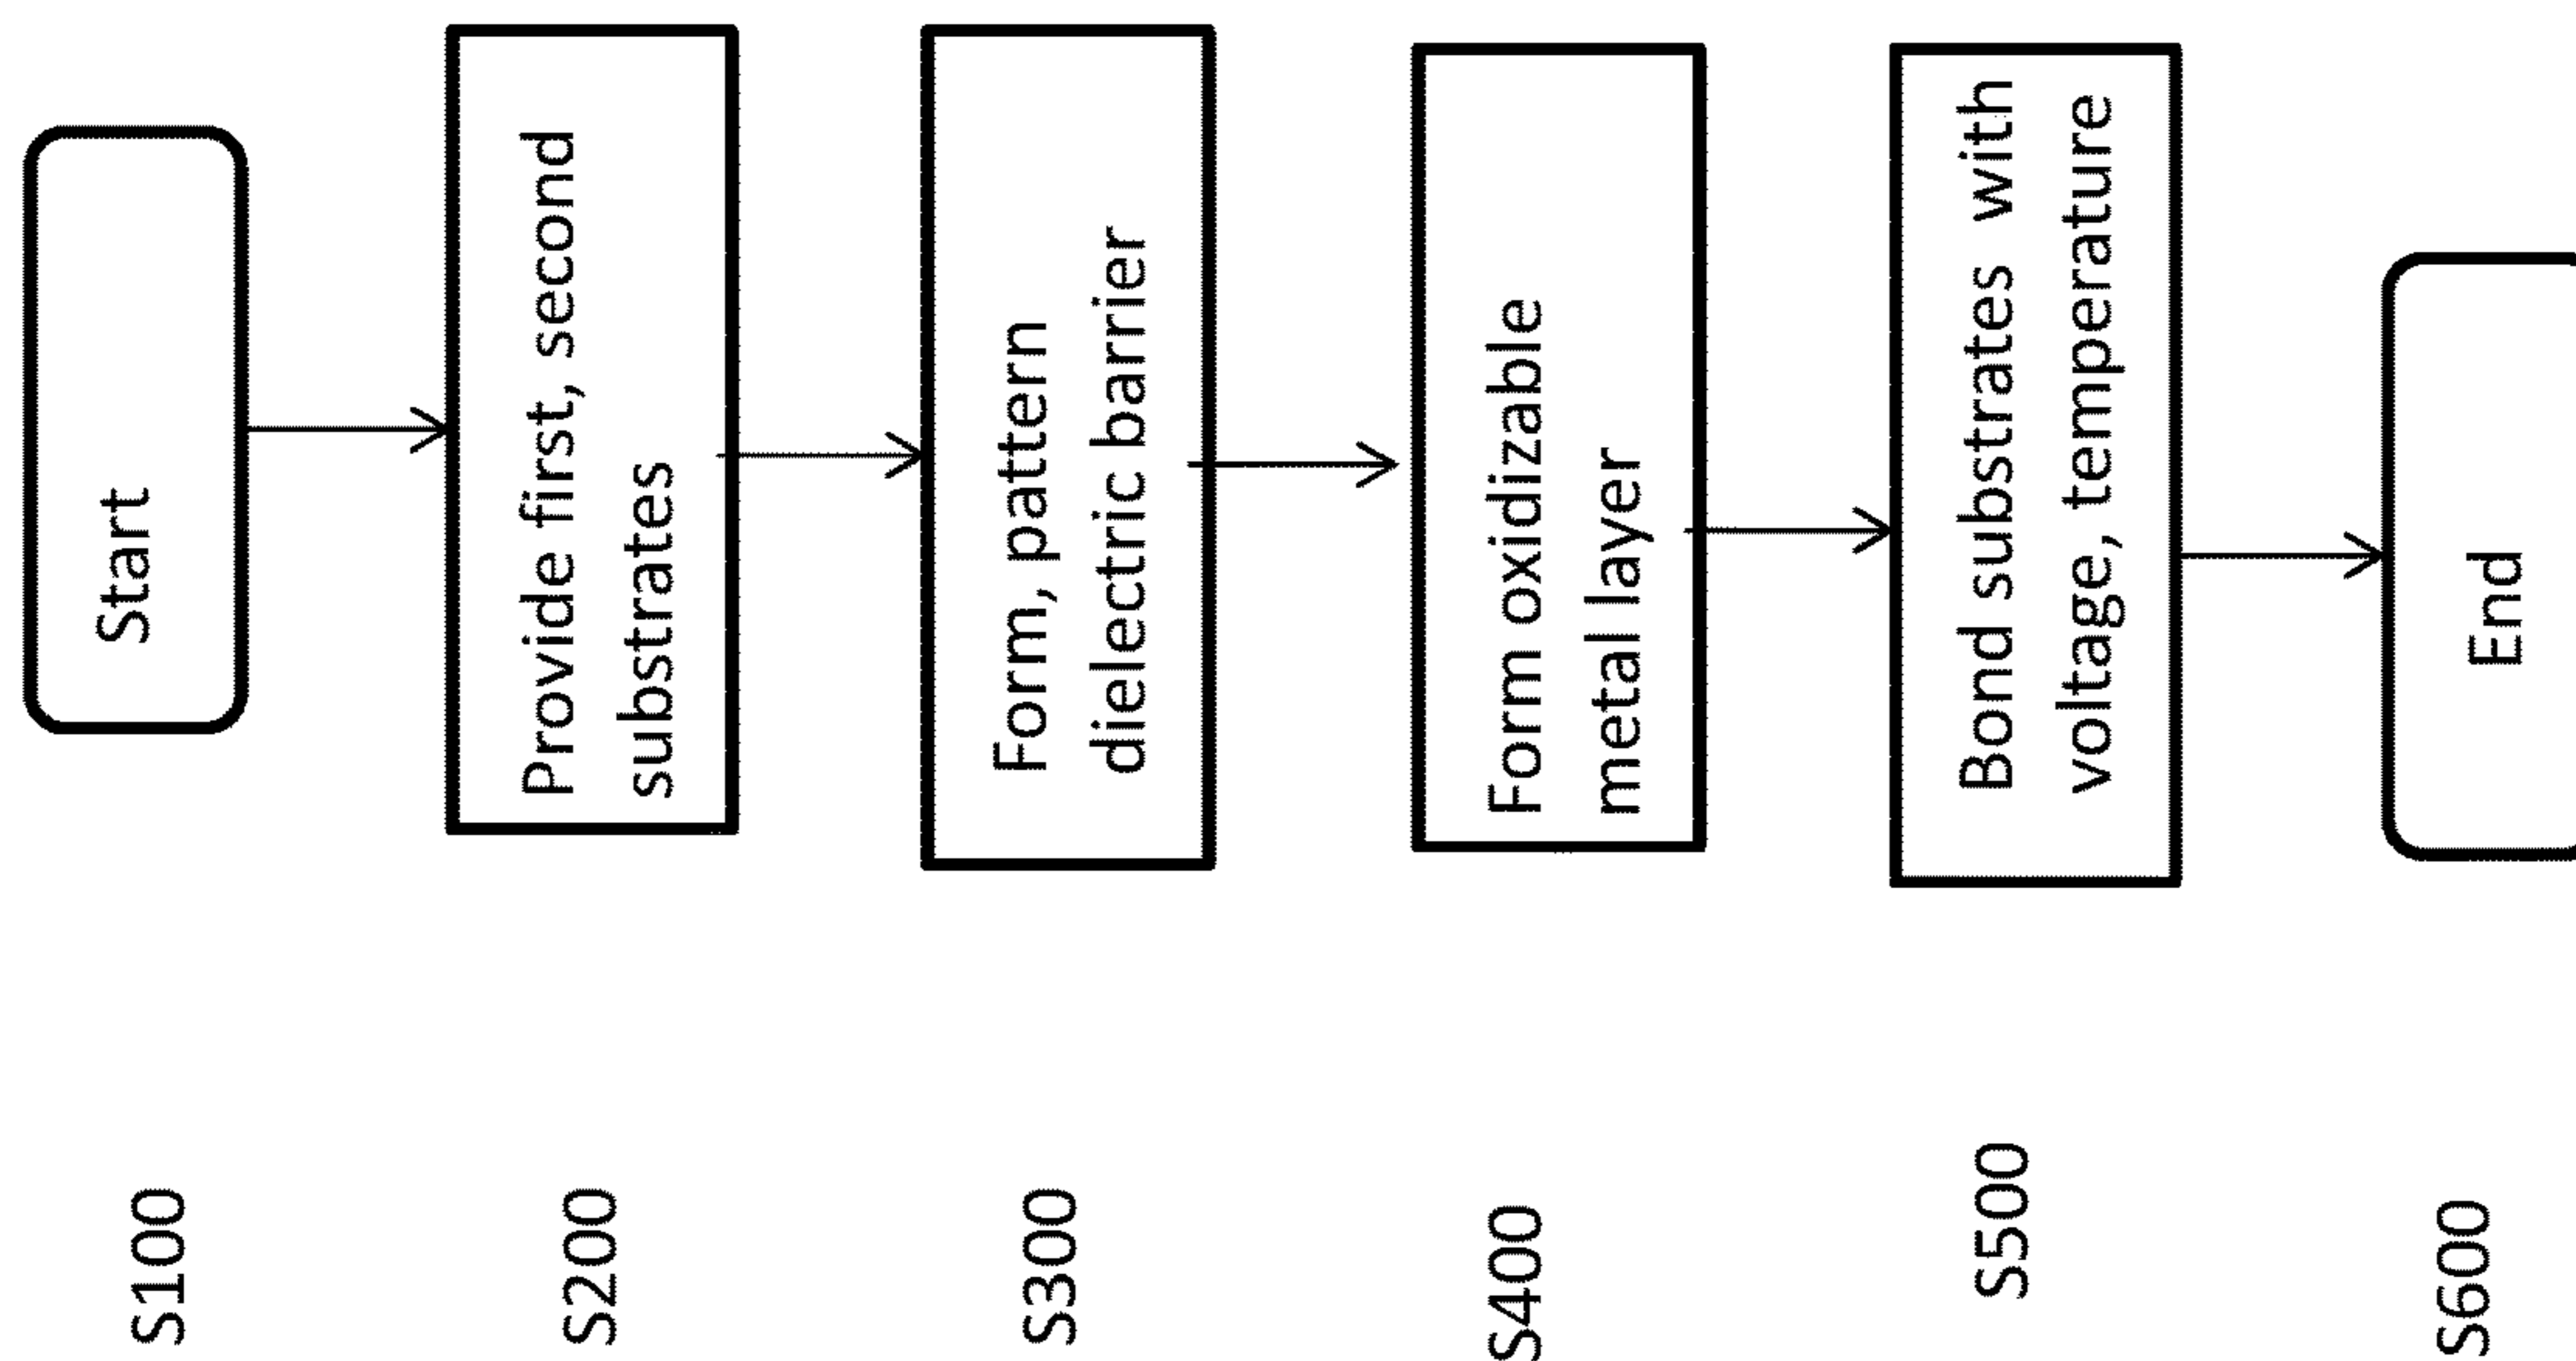 S100
Start
S200
Provide first, second
substrates
S300
Form, pattern
dielectric barrier
S400
Form oxidizable
metal layer
S500
Bond substrates with
voltage, temperature
S600
End